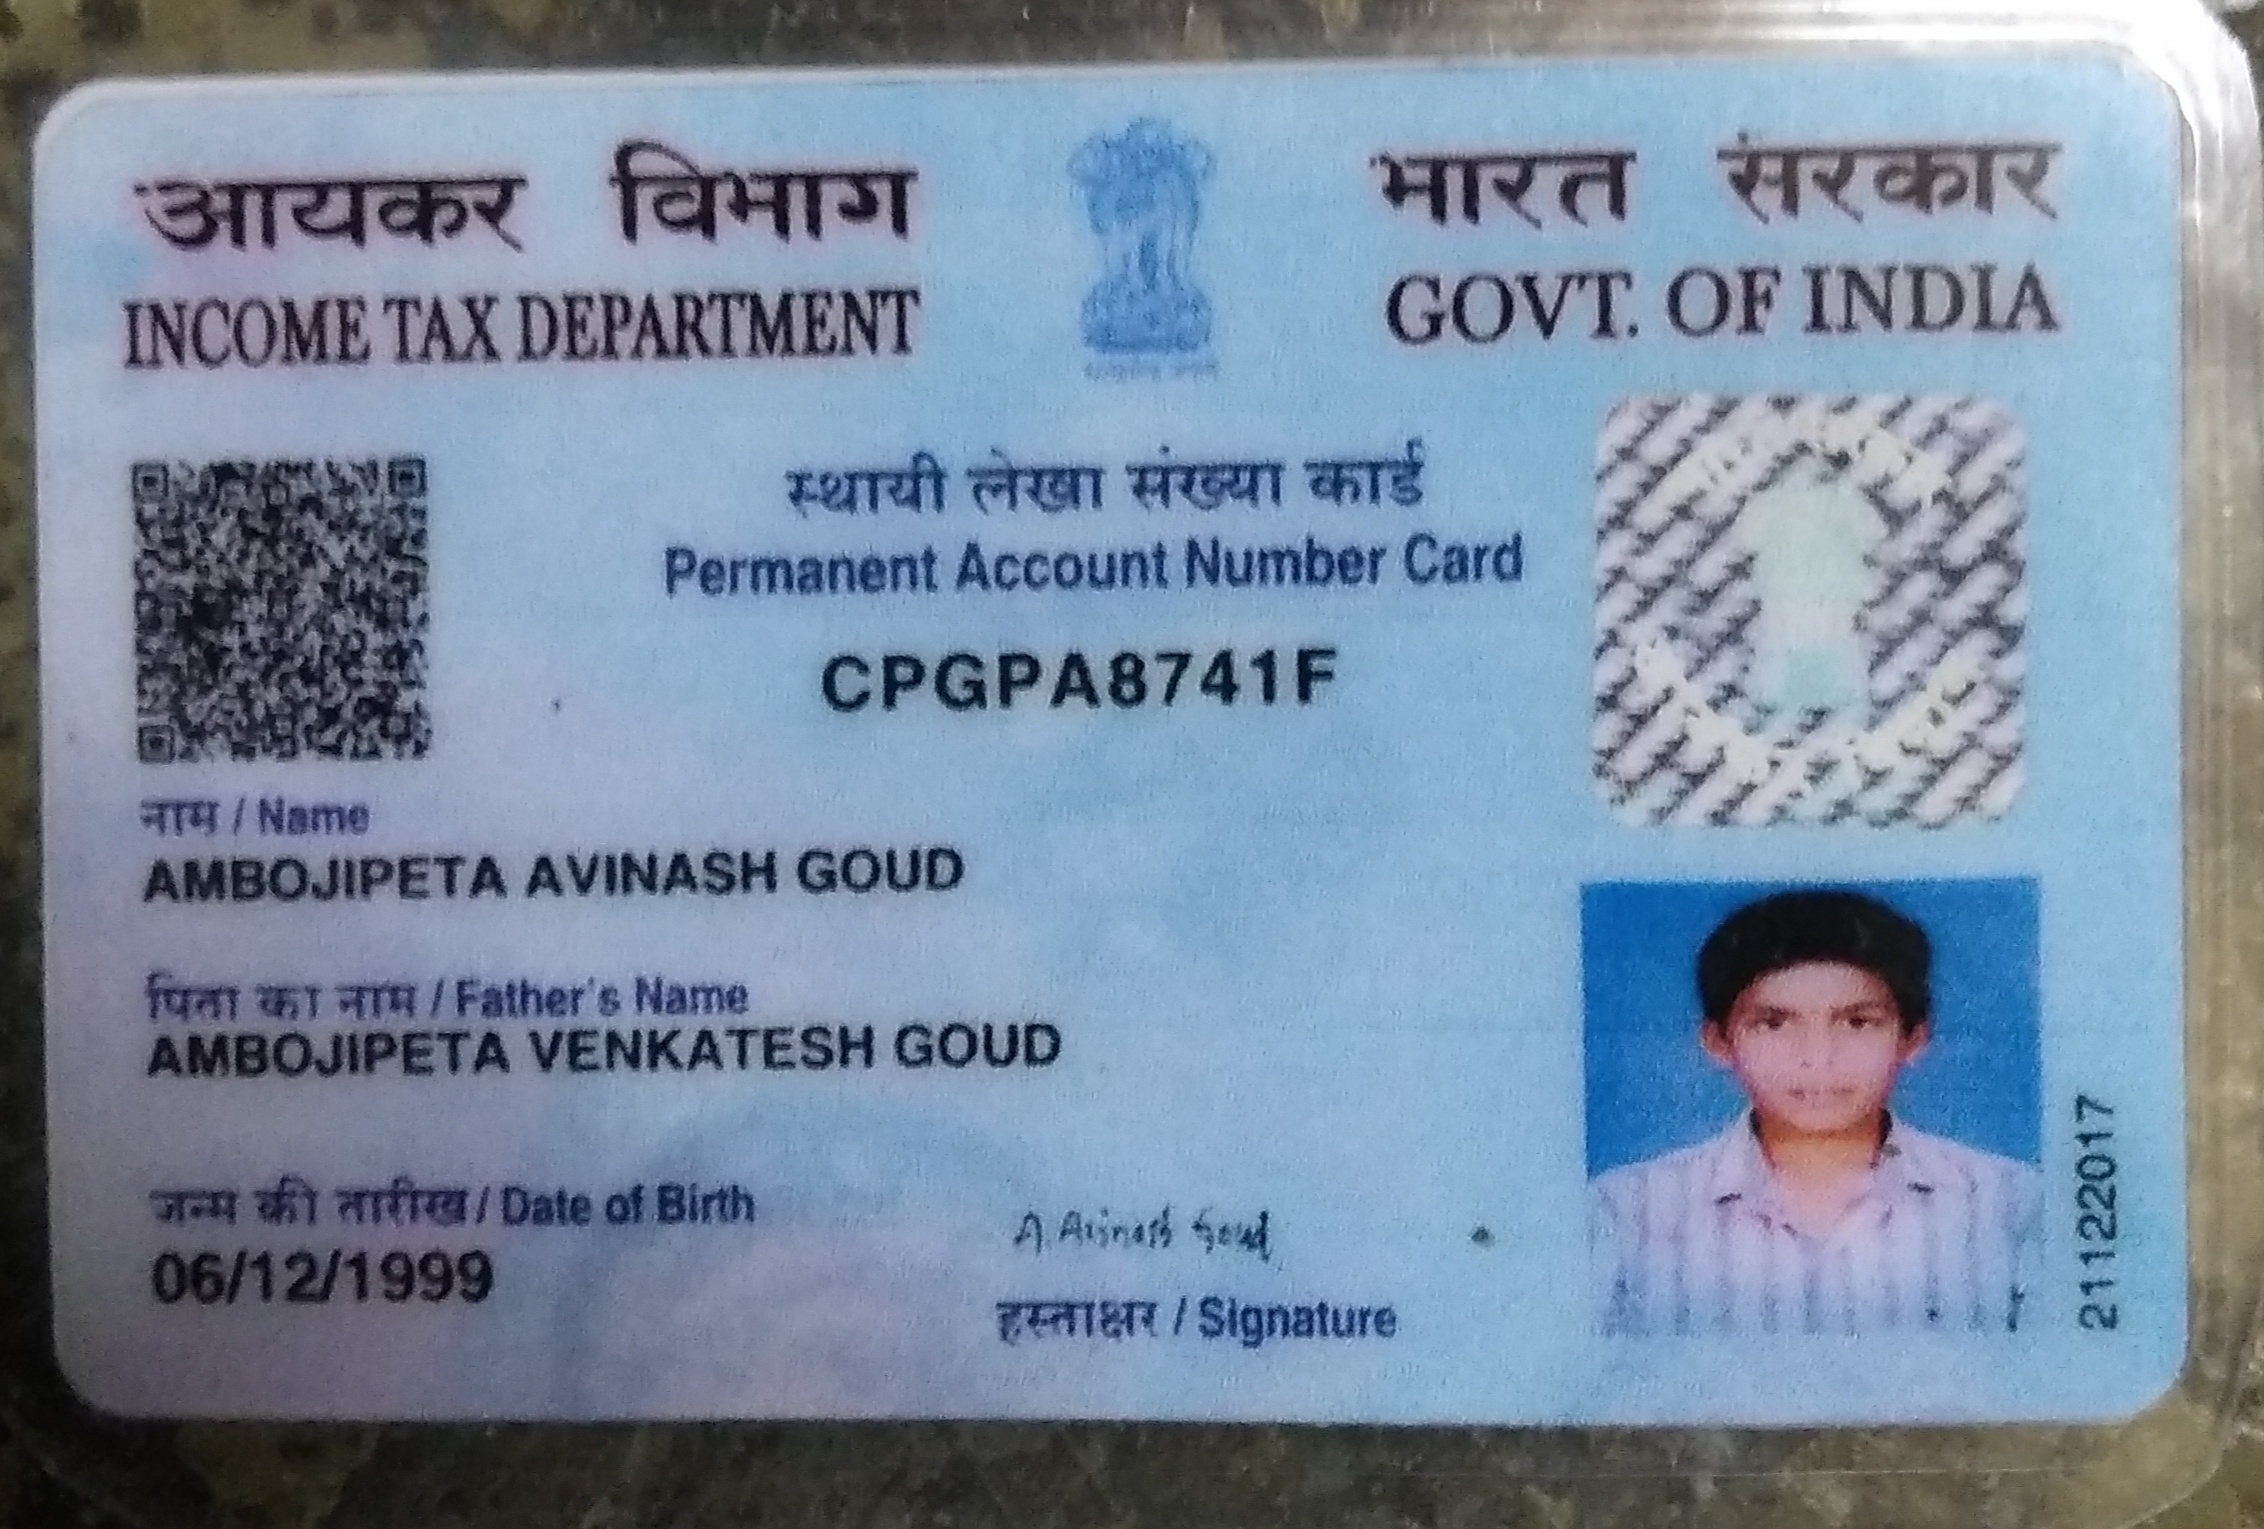 आयकर विभाग
INCOME TAX DEPARTMENT
भारत सरकार
GOVT. OF INDIA
स्थायी लेखा संख्या कार्ड
Permanent Account Number Card
CPGPA8741F
नाम / Name
AMBOJIPETA AVINASH GOUD
पिता का नाम / Father's Name
AMBOJIPETA VENKATESH GOUD
जन्म की तारीख / Date of Birth
06/12/1999
A. Avinash Goud
हस्ताक्षर / Signature
21122017